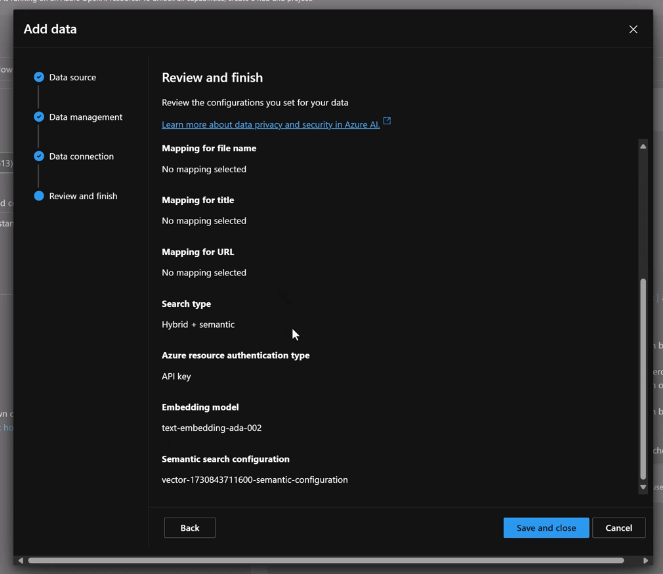 Add data
Data source
Data management
Data connection
Review and finish
Review and finish
Review the configurations you set for your data
Learn more about data privacy and security in Azure AI.
Mapping for file name
No mapping selected
Mapping for title
No mapping selected
Mapping for URL
No mapping selected
Search type
Hybrid + semantic
Azure resource authentication type
API key
Embedding model
text-embedding-ada-002
Semantic search configuration
vector-1730843711600-semantic-configuration
Back
Save and close
Cancel